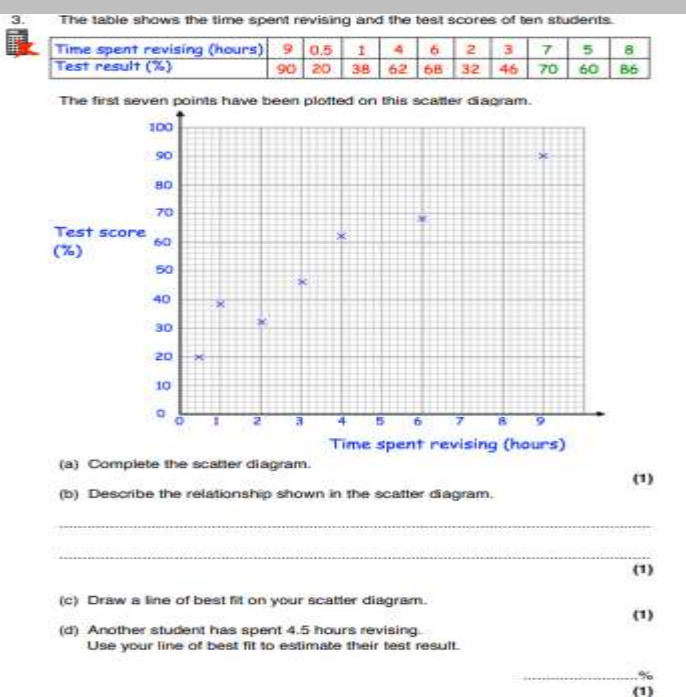 3. The table shows the time spent revising and the test scores of ten students.
Time spent revising (hours) 9 0.5 1 4 6 2 3 7 5 8
Test result (%) 90 20 38 62 68 32 46 70 60 86
The first seven points have been plotted on this scatter diagram.
100
90
80
70
Test score
60
(%)
50
40
30
20
10
0
0 1 2 3 4 5 6 7 8 9
Time spent revising (hours)
(a) Complete the scatter diagram.
(1)
(b) Describe the relationship shown in the scatter diagram.
(1)
(c) Draw a line of best fit on your scatter diagram.
(1)
(d) Another student has spent 4.5 hours revising.
Use your line of best fit to estimate their test result.
%
(1)